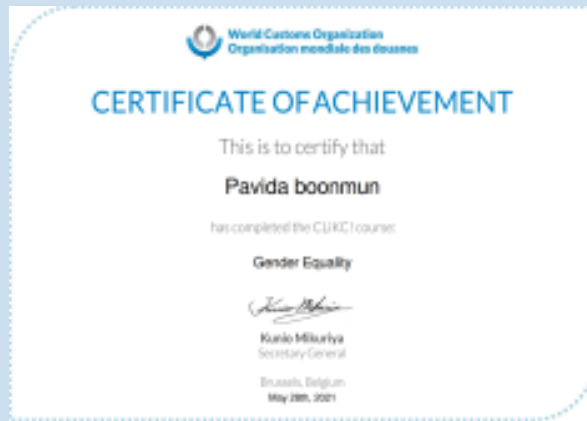 World Customs Organization
Organisation mondiale des douanes
CERTIFICATE OF ACHIEVEMENT
This is to certify that
Pavida boonmun
has completed the CLiKC! course:
Gender Equality
Kunio Mikuriya
Secretary General
Brussels, Belgium
May 28th, 2021